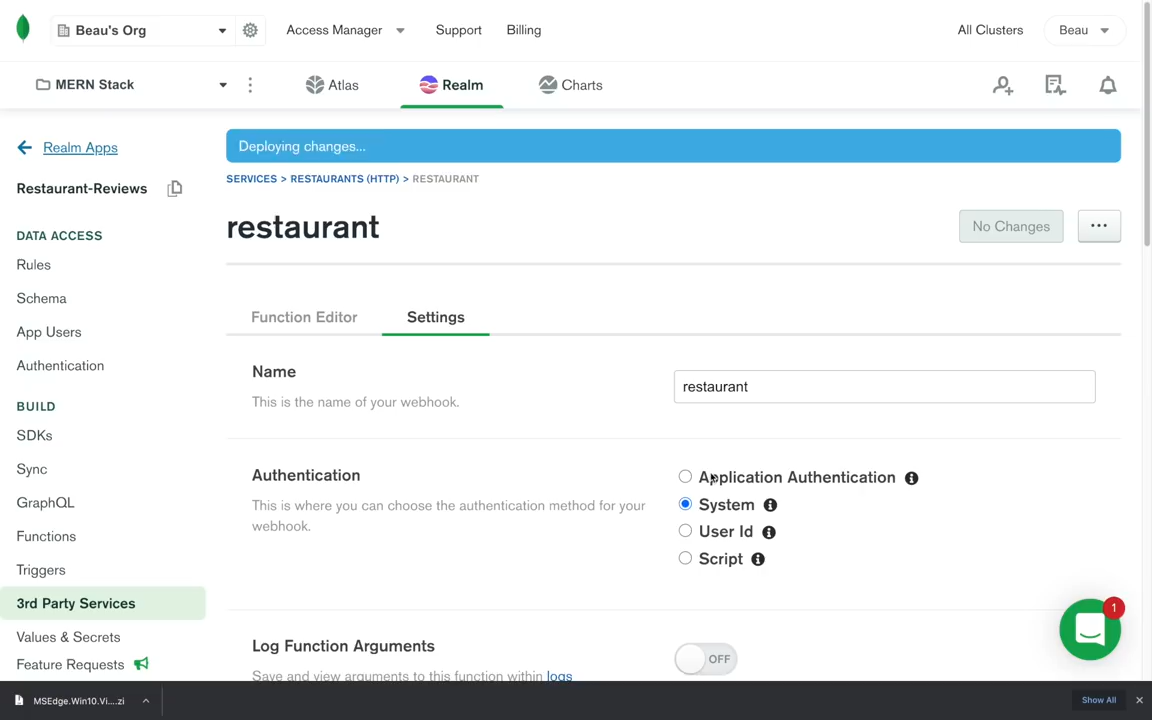 Beau's Org
Access Manager
Support
Billing
All Clusters
Beau
MERN Stack
Atlas
Realm
Charts
Realm Apps
Deploying changes...
SERVICES > RESTAURANTS (HTTP) > RESTAURANT
Restaurant-Reviews
restaurant
No Changes
DATA ACCESS
Rules
Schema
App Users
Authentication
BUILD
SDKs
Sync
GraphQL
Functions
Triggers
3rd Party Services
Values & Secrets
Feature Requests
Function Editor
Settings
Name
This is the name of your webhook.
restaurant
Authentication
This is where you can choose the authentication method for your
webhook.
Application Authentication
System
User Id
Script
Log Function Arguments
Save and view arguments to this function within logs
OFF
1
MSEdge.Win10.Vi....zi
Show All